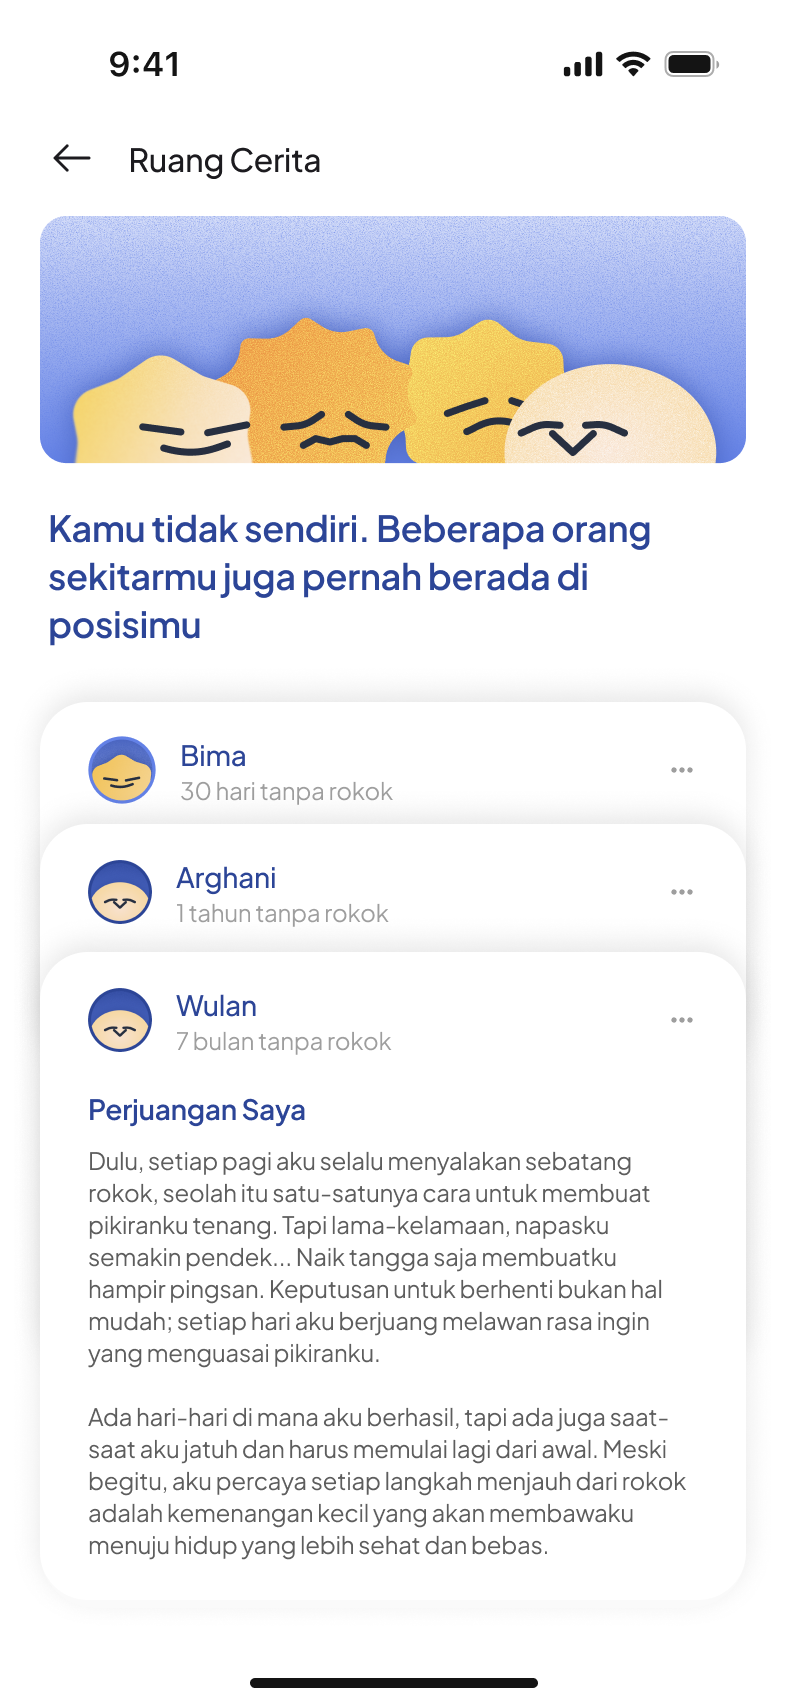 9:41
Ruang Cerita
Kamu tidak sendiri. Beberapa orang
sekitarmu juga pernah berada di
posisimu
Bima
30 hari tanpa rokok
Arghani
1 tahun tanpa rokok
Wulan
7 bulan tanpa rokok
Perjuangan Saya
Dulu, setiap pagi aku selalu menyalakan sebatang
rokok, seolah itu satu-satunya cara untuk membuat
pikiranku tenang. Tapi lama-kelamaan, napasku
semakin pendek... Naik tangga saja membuatku
hampir pingsan. Keputusan untuk berhenti bukan hal
mudah; setiap hari aku berjuang melawan rasa ingin
yang menguasai pikiranku.
Ada hari-hari di mana aku berhasil, tapi ada juga saat-
saat aku jatuh dan harus memulai lagi dari awal. Meski
begitu, aku percaya setiap langkah menjauh dari rokok
adalah kemenangan kecil yang akan membawaku
menuju hidup yang lebih sehat dan bebas.